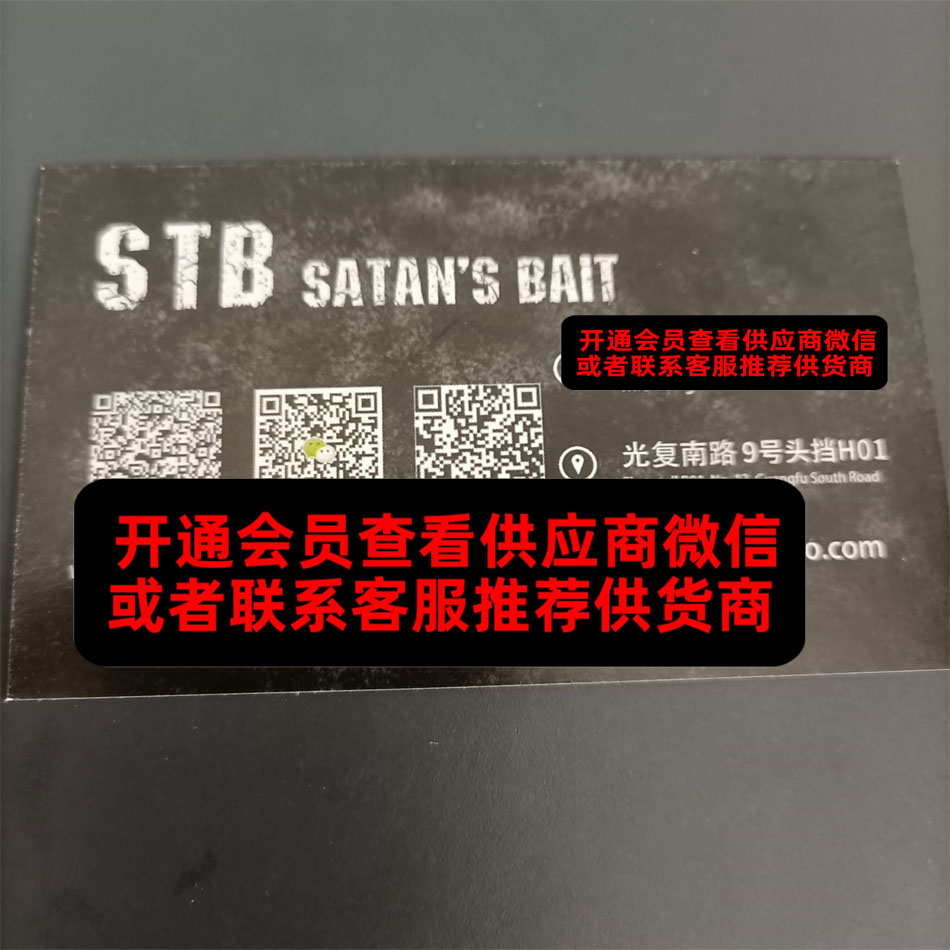 STB SATAN'S BAIT
开通会员查看供应商微信
或者联系客服推荐供货商
光复南路 9号头挡H01
Guangfu South Road
o.com
开通会员查看供应商微信
或者联系客服推荐供货商